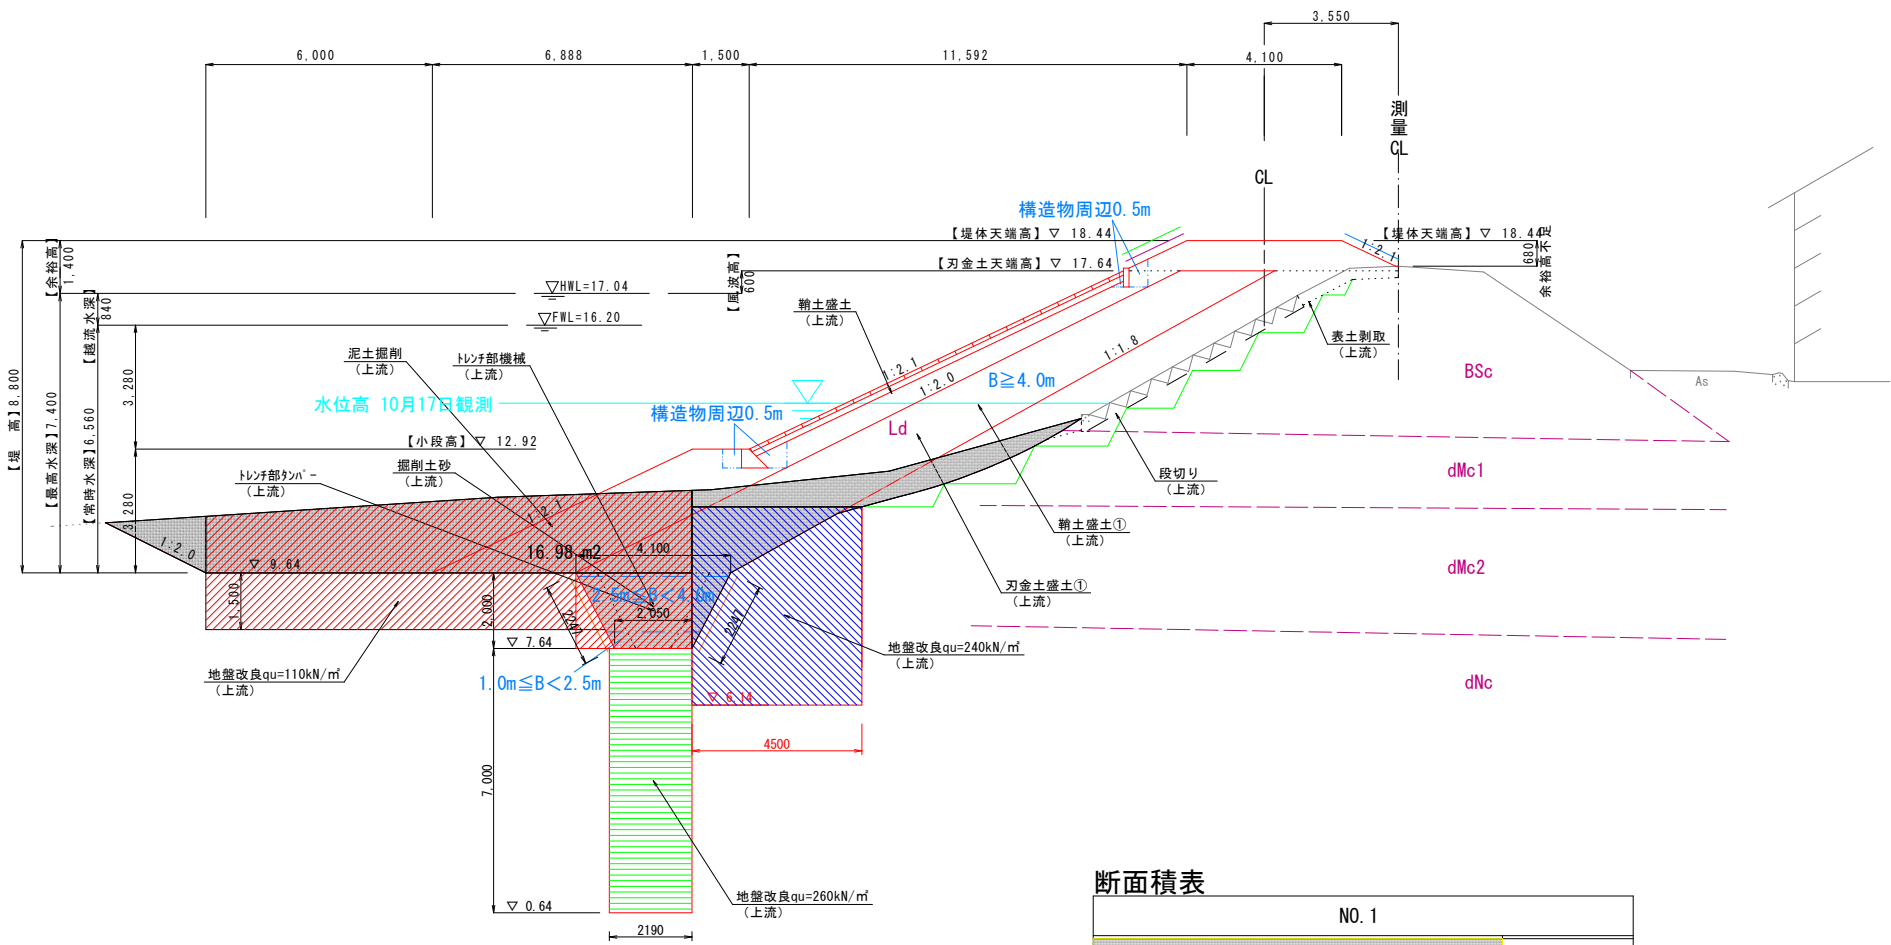 3,550
6,000
6,888
1,500
11,592
4,100
測量CL
CL
構造物周辺0.5m
【堤体天端高】▽ 18.44
【堤体天端高】▽ 18.44
1:2.1
680
余裕高不足
【余裕高】
1,400
【刃金土天端高】▽ 17.64
【風波高】
600
▽HWL=17.04
▽FWL=16.20
【越流水深】
840
【堤 高】8,800
【最高水深】7,400
【常時水深】6,560
3,280
3,280
鞘土盛土
(上流)
表土剥取
(上流)
泥土掘削
(上流)
トレンチ部機械
(上流)
1:2.1
1:2.0
1:1.8
B≧4.0m
BSc
As
水位高 10月17日観測
構造物周辺0.5m
Ld
【小段高】▽ 12.92
掘削土砂
(上流)
トレンチ部タンパー
(上流)
段切り
(上流)
dMc1
1:2.1
鞘土盛土①
(上流)
1:2.0
16.98 m2
4,100
▽ 9.64
dMc2
刃金土盛土①
(上流)
2.5m≦B<4.0m
1,500
2,000
2,050
2247
2247
▽ 7.64
地盤改良qu=240kN/㎡
(上流)
地盤改良qu=110kN/㎡
(上流)
1.0m≦B<2.5m
▽ 6.14
dNc
4500
7,000
地盤改良qu=260kN/㎡
(上流)
▽ 0.64
2190
断面積表
NO.1